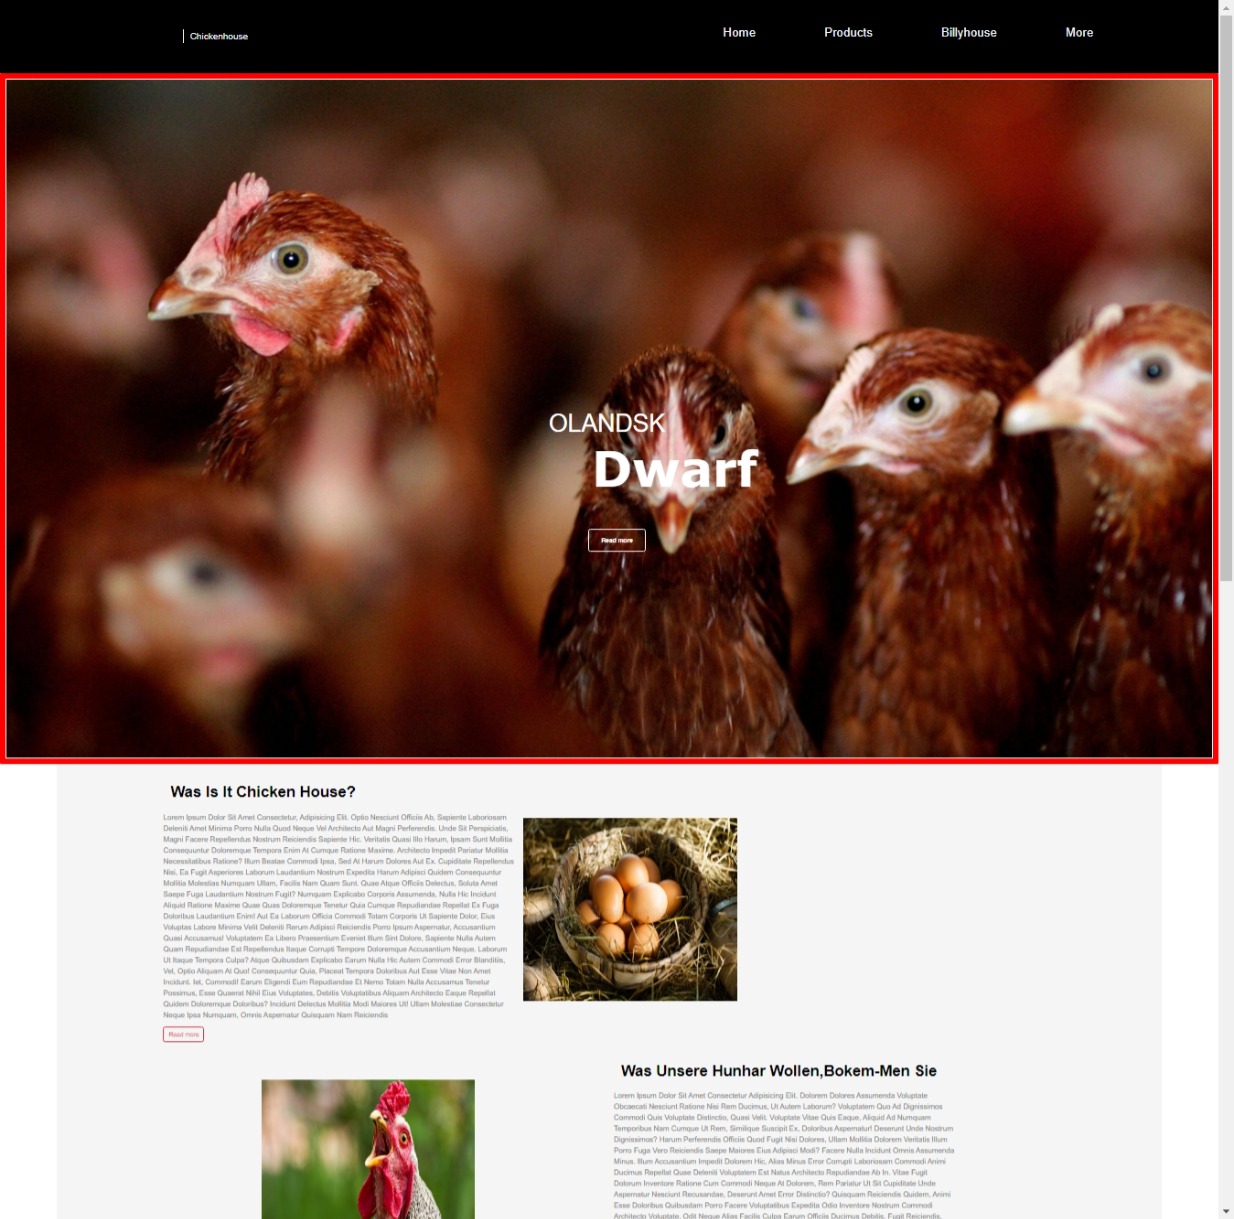 Chickenhouse
Home Products Billyhouse More
OLANDSK
Dwarf
Read more
Was Is It Chicken House?
Lorem Ipsum Dolor Sit Amet Consectetur, Adipisicing Elit. Optio Nesciunt Officiis Ab, Sapiente Laboriosam
Deleniti Amet Minima Porro Nulla Quod Neque Vel Architecto Aut Magni Perferendis. Unde Sit Perspiciatis,
Magni Facere Repellendus Nostrum Reiciendis Sapiente Hic. Veritatis Quasi Illo Harum, Ipsam Sunt Mollitia
Consequuntur Doloremque Tempora Enim At Cumque Ratione Maxime. Architecto Impedit Pariatur Mollitia
Necessitatibus Ratione? Illum Beatae Commodi Ipsa, Sed At Harum Dolores Aut Ex. Cupiditate Repellendus
Nisi, Ea Fugit Asperiores Laborum Laudantium Nostrum Expedita Harum Adipisci Quidem Consequuntur
Mollitia Molestias Numquam Ullam, Facilis Nam Quam Sunt. Quae Atque Officiis Delectus, Soluta Amet
Saepe Fuga Laudantium Nostrum Fugit? Numquam Explicabo Corporis Assumenda, Nulla Hic Incidunt
Aliquid Ratione Maxime Quae Quas Doloremque Tenetur Quia Cumque Repudiandae Repellat Ex Fuga
Doloribus Laudantium Enim! Aut Ea Laborum Officia Commodi Totam Corporis Ut Sapiente Dolor, Eius
Voluptas Labore Minima Velit Deleniti Rerum Adipisci Reiciendis Porro Ipsum Aspernatur, Accusantium
Quasi Accusamus! Voluptatem Ea Libero Praesentium Eveniet Illum Sint Dolore, Sapiente Nulla Autem
Quam Repudiandae Est Repellendus Itaque Corrupti Tempore Doloremque Accusantium Neque. Laborum
Ut Itaque Tempora Culpa? Atque Quibusdam Explicabo Earum Nulla Hic Autem Commodi Error Blanditiis,
Vel, Optio Aliquam At Quo! Consequuntur Quia, Placeat Tempora Doloribus Aut Esse Vitae Non Amet
Incidunt. Iet, Commodi! Earum Eligendi Eum Repudiandae Et Nemo Totam Nulla Accusamus Tenetur
Possimus, Esse Quaerat Nihil Eius Voluptates, Debitis Voluptatibus Aliquam Architecto Eaque Repellat
Quidem Doloremque Doloribus? Incidunt Delectus Mollitia Modi Maiores Ut! Ullam Molestiae Consectetur
Neque Ipsa Numquam, Omnis Aspernatur Quisquam Nam Reiciendis
Read more
Was Unsere Hunhar Wollen,Bokem-Men Sie
Lorem Ipsum Dolor Sit Amet Consectetur Adipisicing Elit. Dolorem Dolores Assumenda Voluptate
Obcaecati Nesciunt Ratione Nisi Rem Ducimus, Ut Autem Laborum? Voluptatem Quo Ad Dignissimos
Commodi Quis Voluptate Distinctio, Quasi Velit. Voluptate Vitae Quis Eaque, Aliquid Ad Numquam
Temporibus Nam Cumque Ut Rem, Similique Suscipit Ex, Doloribus Aspernatur! Deserunt Unde Nostrum
Dignissimos? Harum Perferendis Officiis Quod Fugit Nisi Dolores, Ullam Mollitia Dolorem Veritatis Illum
Porro Fuga Vero Reiciendis Saepe Maiores Eius Adipisci Modi? Facere Nulla Incidunt Omnis Assumenda
Minus. Illum Accusantium Impedit Dolorem Hic, Alias Minus Error Corrupti Laboriosam Commodi Animi
Ducimus Repellat Quae Deleniti Voluptatem Est Natus Architecto Repudiandae Ab In. Vitae Fugit
Dolorum Inventore Ratione Cum Commodi Neque At Dolorem, Rem Pariatur Ut Sit Cupiditate Unde
Aspernatur Nesciunt Recusandae, Deserunt Amet Error Distinctio? Quisquam Reiciendis Quidem, Animi
Esse Doloribus Quibusdam Porro Facere Voluptatibus Expedita Odio Inventore Nostrum Commodi
Architecto Voluptate, Odit Neque Alias Facilis Culpa Earum Officiis Ducimus Debitis, Fugit Reiciendis,